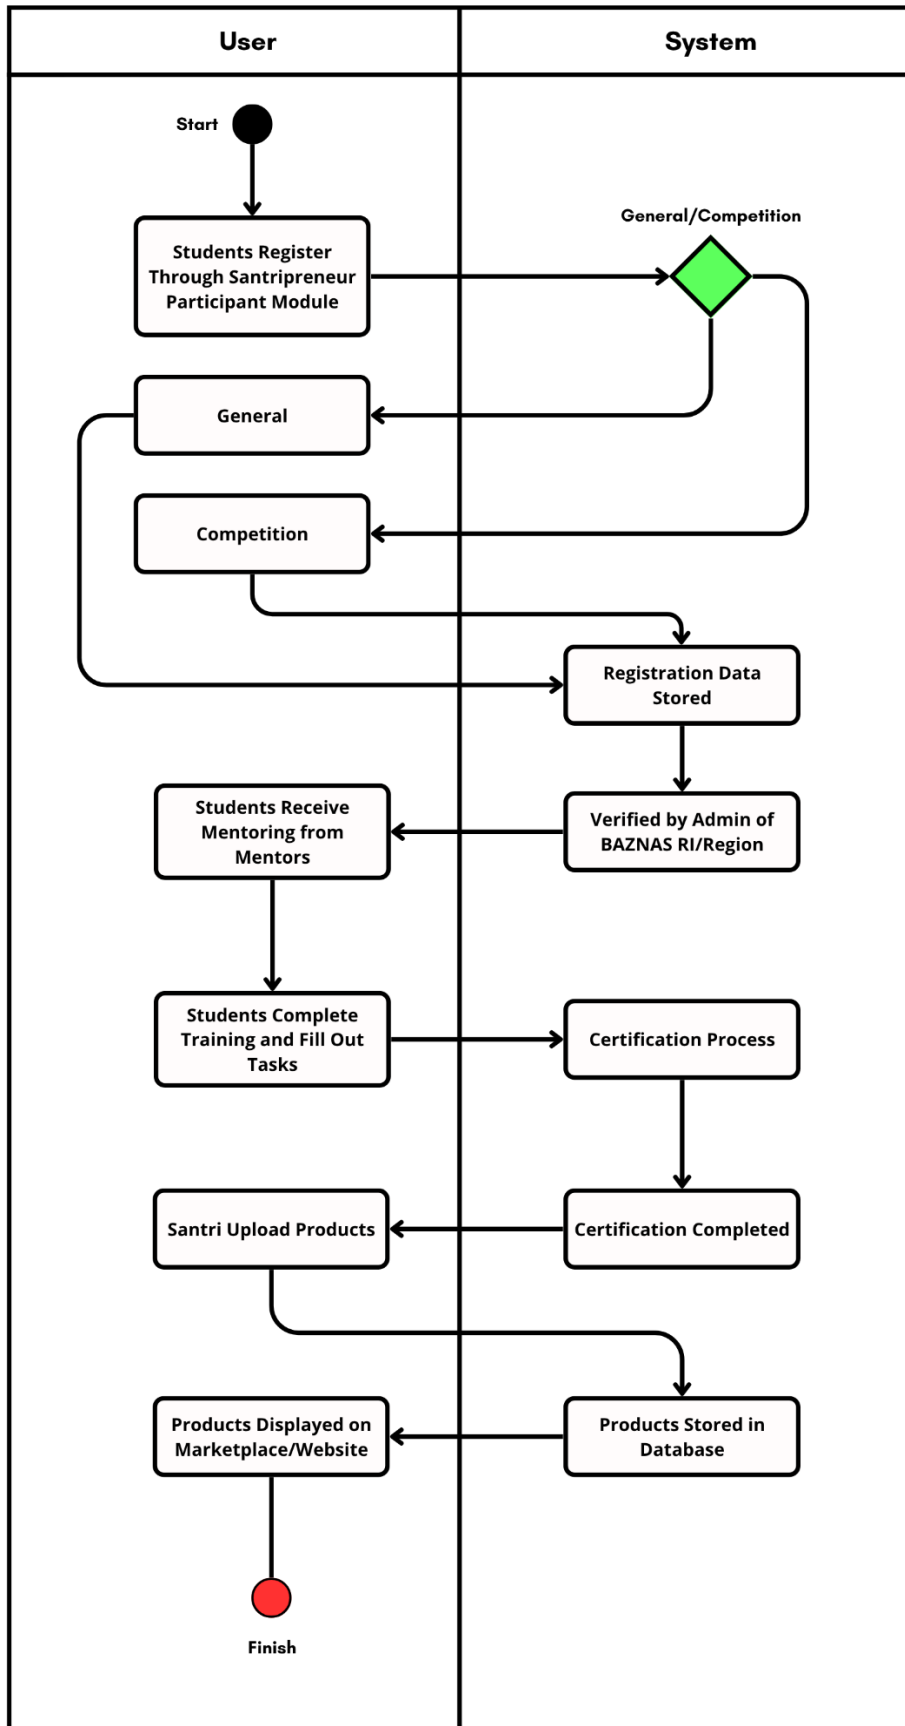 User
System
Start
General/Competition
Students Register
Through Santripreneur
Participant Module
General
Competition
Registration Data
Stored
Students Receive
Mentoring from
Mentors
Verified by Admin of
BAZNAS RI/Region
Students Complete
Training and Fill Out
Tasks
Certification Process
Santri Upload Products
Certification Completed
Products Displayed on
Marketplace/Website
Products Stored in
Database
Finish